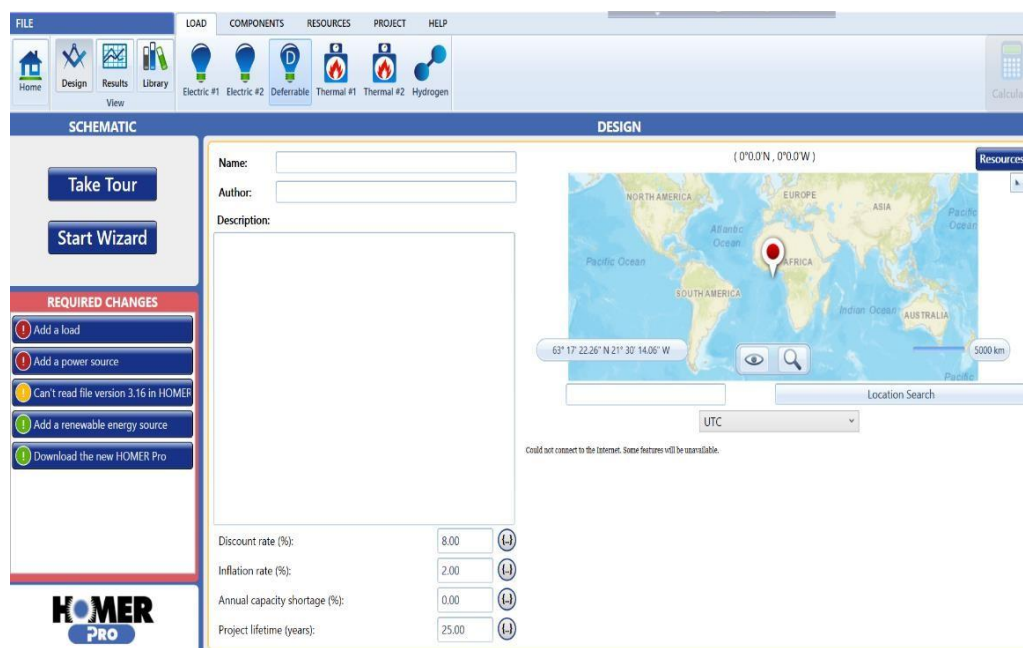 FILE
LOAD COMPONENTS RESOURCES PROJECT HELP
Home
Design Results Library
View
Electric #1 Electric #2 Deferrable Thermal #1 Thermal #2 Hydrogen
D
Calcula
SCHEMATIC
DESIGN
Take Tour
Start Wizard
REQUIRED CHANGES
Add a load
Add a power source
Can't read file version 3.16 in HOMER
Add a renewable energy source
Download the new HOMER Pro
HOMER
PRO
Name:
Author:
Description:
Discount rate (%): 8.00 {..}
Inflation rate (%): 2.00 {..}
Annual capacity shortage (%): 0.00 {..}
Project lifetime (years): 25.00 {..}
( 0°0.0'N , 0°0.0'W )
Resources
NORTH AMERICA
EUROPE
ASIA
Pacific
Ocean
Atlantic
Ocean
Pacific Ocean
AFRICA
SOUTH AMERICA
Indian Ocean
AUSTRALIA
63° 17' 22.26" N 21° 30' 14.06" W
5000 km
Pacific
Location Search
UTC
Could not connect to the Internet. Some features will be unavailable.